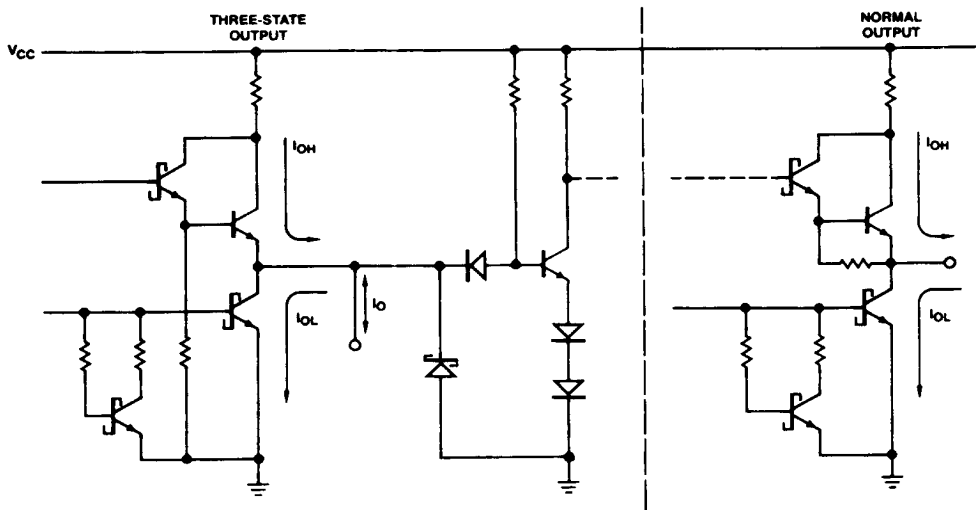 THREE-STATE
OUTPUT
NORMAL
OUTPUT
VCC
IOH
IOH
IO
IOL
IOL